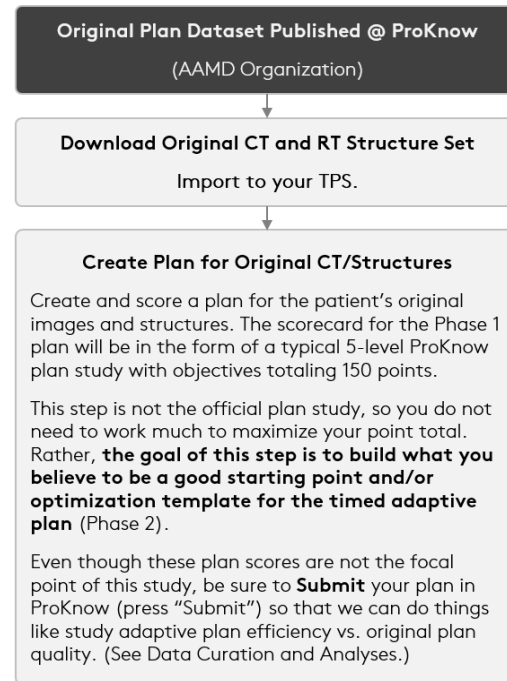 Original Plan Dataset Published @ ProKnow
(AAMD Organization)
Download Original CT and RT Structure Set
Import to your TPS.
Create Plan for Original CT/Structures
Create and score a plan for the patient's original
images and structures. The scorecard for the Phase 1
plan will be in the form of a typical 5-level ProKnow
plan study with objectives totaling 150 points.
This step is not the official plan study, so you do not
need to work much to maximize your point total.
Rather, the goal of this step is to build what you
believe to be a good starting point and/or
optimization template for the timed adaptive
plan (Phase 2).
Even though these plan scores are not the focal
point of this study, be sure to Submit your plan in
ProKnow (press “Submit”) so that we can do things
like study adaptive plan efficiency vs. original plan
quality. (See Data Curation and Analyses.)